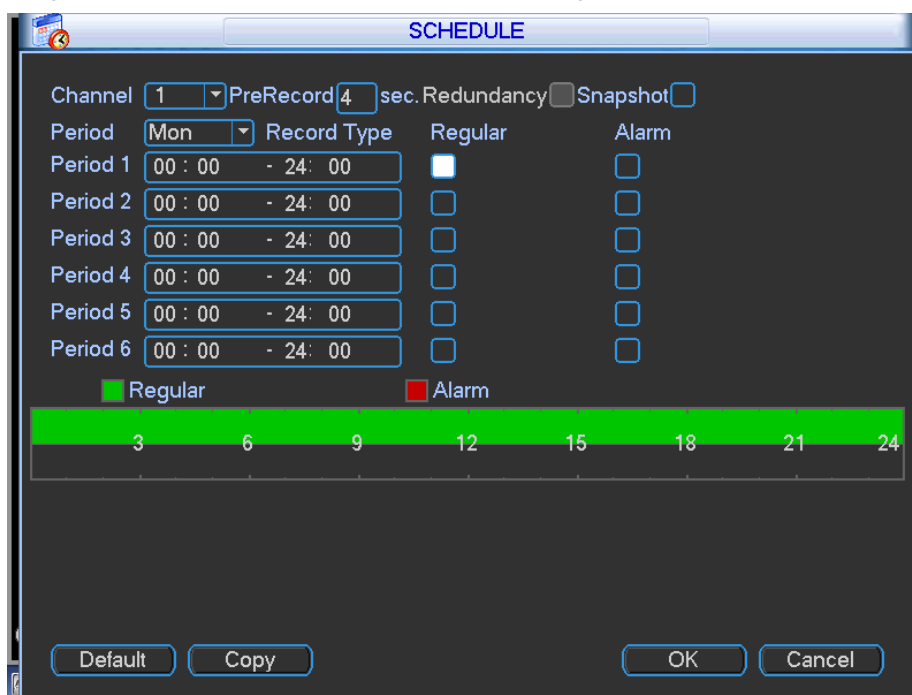 SCHEDULE
Channel 1 PreRecord 4 sec. Redundancy Snapshot
Period Mon Record Type Regular Alarm
Period 1 00 : 00 - 24: 00
Period 2 00 : 00 - 24: 00
Period 3 00 : 00 - 24: 00
Period 4 00 : 00 - 24: 00
Period 5 00 : 00 - 24: 00
Period 6 00 : 00 - 24: 00
Regular Alarm
3 6 9 12 15 18 21 24
Default Copy OK Cancel